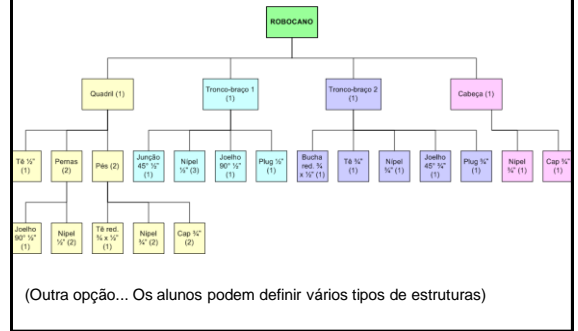 ROBOCANO
Quadril (1)
Tronco-braço 1
(1)
Tronco-braço 2
(1)
Cabeça (1)
Tê ½"
(1)
Pernas
(2)
Pés (2)
Junção
45° ½"
(1)
Nípel
½" (3)
Joelho
90° ½"
(1)
Plug ½"
(1)
Bucha
red. ¾
x ½" (1)
Tê ¾"
(1)
Nípel
¾" (1)
Joelho
45° ¾"
(1)
Plug ¾"
(1)
Nípel
¾" (1)
Cap ¾"
(1)
Joelho
90° ½"
(1)
Nípel
½" (2)
Tê red.
¾ x ½"
(1)
Nípel
¾" (2)
Cap ¾"
(2)
(Outra opção... Os alunos podem definir vários tipos de estruturas)